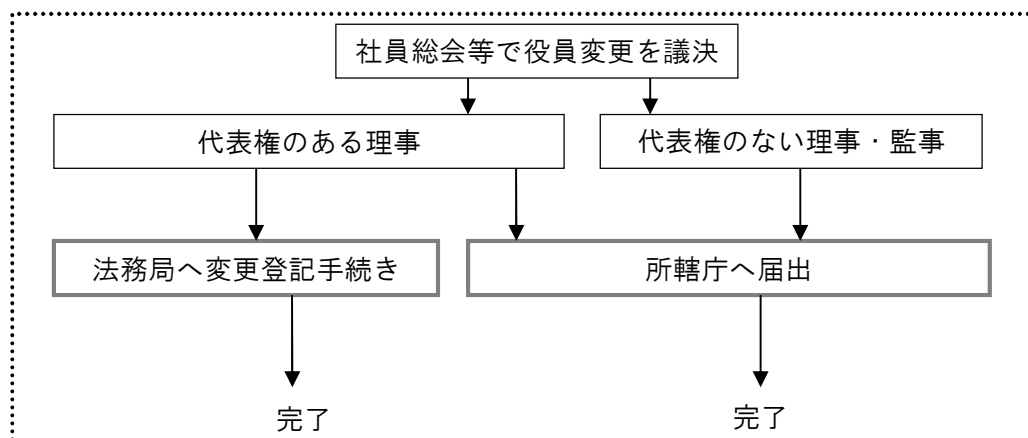 社員総会等で役員変更を議決
代表権のある理事
代表権のない理事・監事
法務局へ変更登記手続き
所轄庁へ届出
完了
完了